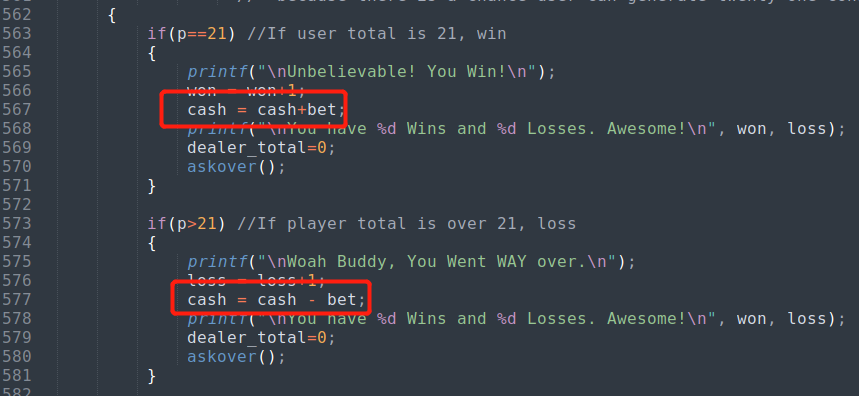 562 {
563 if(p==21) //If user total is 21, win
564 {
565 printf("\nUnbelievable! You Win!\n");
566 won = won+1;
567 cash = cash+bet;
568 printf("\nYou have %d Wins and %d Losses. Awesome!\n", won, loss);
569 dealer_total=0;
570 askover();
571 }
572
573 if(p>21) //If player total is over 21, loss
574 {
575 printf("\nWoah Buddy, You Went WAY over.\n");
576 loss = loss+1;
577 cash = cash - bet;
578 printf("\nYou have %d Wins and %d Losses. Awesome!\n", won, loss);
579 dealer_total=0;
580 askover();
581 }
582